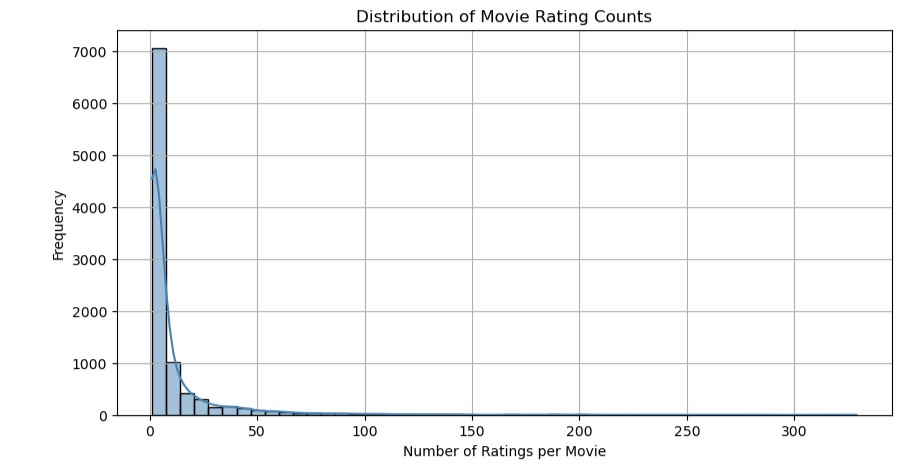 Distribution of Movie Rating Counts
7000
6000
5000
4000
3000
2000
1000
0
Frequency
0 50 100 150 200 250 300
Number of Ratings per Movie